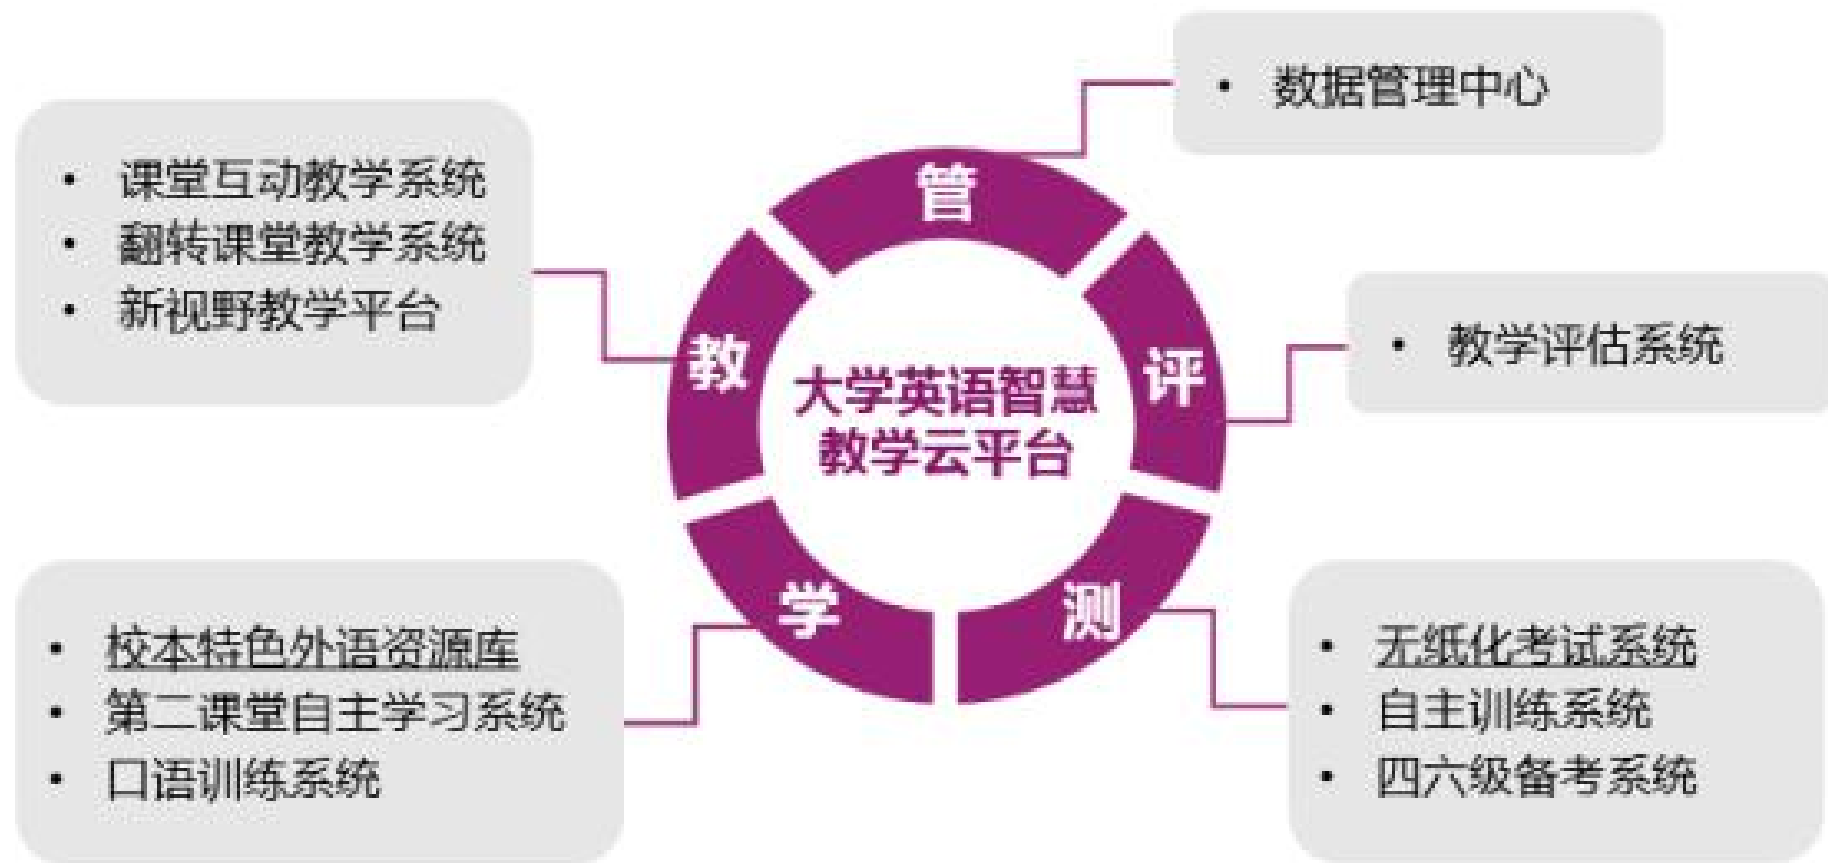 • 数据管理中心
• 课堂互动教学系统
• 翻转课堂教学系统
• 新视野教学平台
管
教
评
• 教学评估系统
大学英语智慧
教学云平台
学
测
• 校本特色外语资源库
• 第二课堂自主学习系统
• 口语训练系统
• 无纸化考试系统
• 自主训练系统
• 四六级备考系统